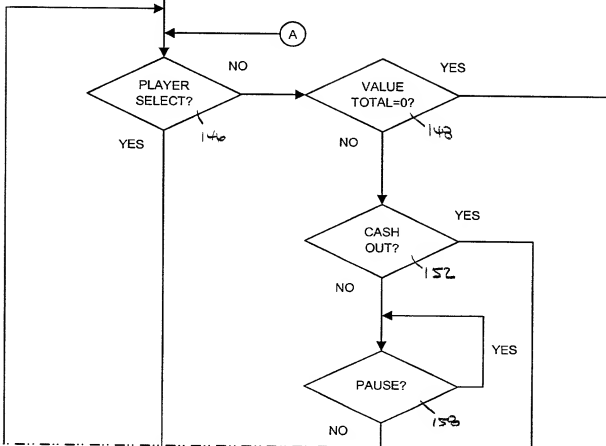 A
NO
YES
PLAYER
SELECT?
VALUE
TOTAL=0?
146
148
YES
NO
YES
CASH
OUT?
152
NO
YES
PAUSE?
158
NO